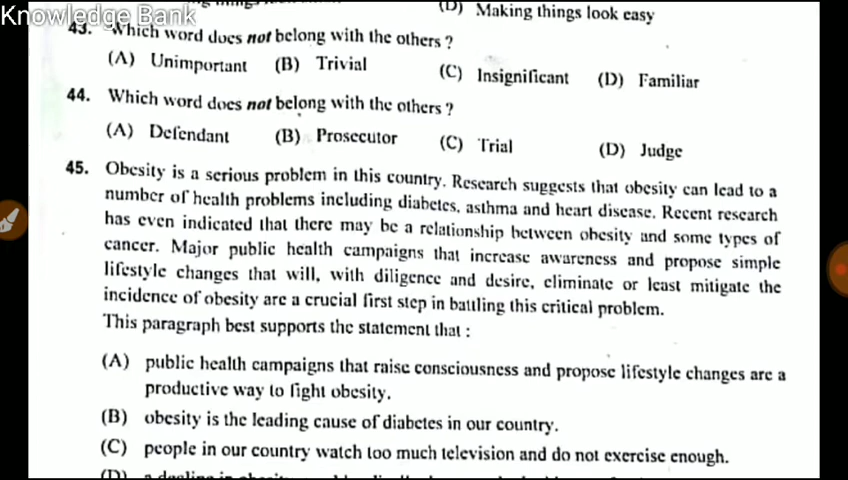 Knowledge Bank
(D) Making things look easy
43. Which word does not belong with the others ?
(A) Unimportant (B) Trivial (C) Insignificant (D) Familiar
44. Which word does not belong with the others ?
(A) Defendant (B) Prosecutor (C) Trial (D) Judge
45. Obesity is a serious problem in this country. Research suggests that obesity can lead to a
number of health problems including diabetes, asthma and heart disease. Recent research
has even indicated that there may be a relationship between obesity and some types of
cancer. Major public health campaigns that increase awareness and propose simple
lifestyle changes that will, with diligence and desire, eliminate or least mitigate the
incidence of obesity are a crucial first step in battling this critical problem.
This paragraph best supports the statement that :
(A) public health campaigns that raise consciousness and propose lifestyle changes are a
productive way to fight obesity.
(B) obesity is the leading cause of diabetes in our country.
(C) people in our country watch too much television and do not exercise enough.
(D) a decline in